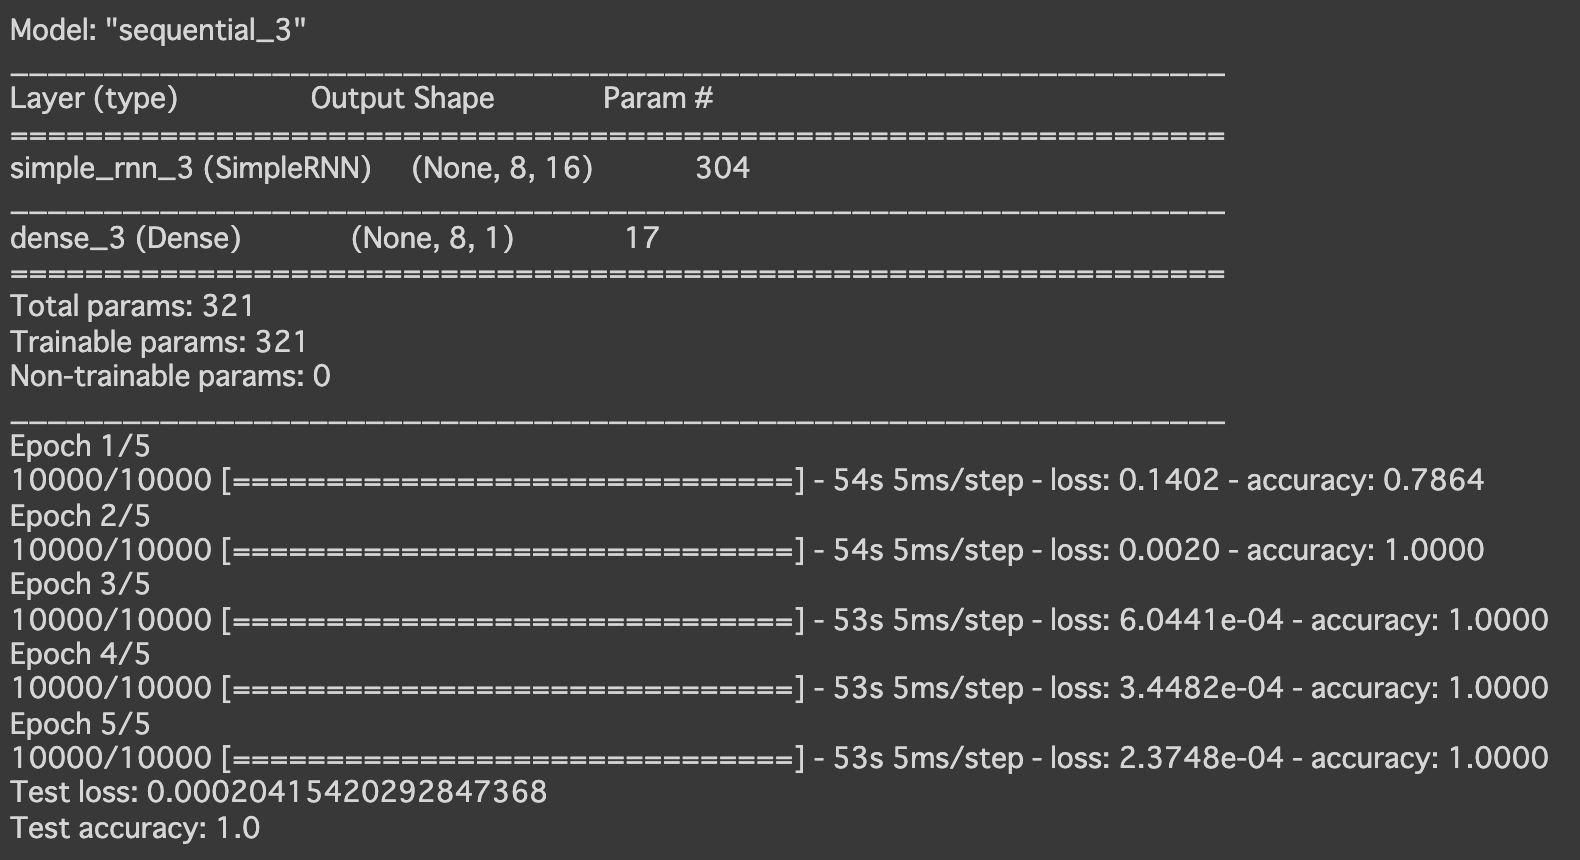 Model: "sequential_3"
_________________________________________________________________
Layer (type)                 Output Shape              Param #
=================================================================
simple_rnn_3 (SimpleRNN)     (None, 8, 16)             304
_________________________________________________________________
dense_3 (Dense)              (None, 8, 1)              17
=================================================================
Total params: 321
Trainable params: 321
Non-trainable params: 0
_________________________________________________________________
Epoch 1/5
10000/10000 [==============================] - 54s 5ms/step - loss: 0.1402 - accuracy: 0.7864
Epoch 2/5
10000/10000 [==============================] - 54s 5ms/step - loss: 0.0020 - accuracy: 1.0000
Epoch 3/5
10000/10000 [==============================] - 53s 5ms/step - loss: 6.0441e-04 - accuracy: 1.0000
Epoch 4/5
10000/10000 [==============================] - 53s 5ms/step - loss: 3.4482e-04 - accuracy: 1.0000
Epoch 5/5
10000/10000 [==============================] - 53s 5ms/step - loss: 2.3748e-04 - accuracy: 1.0000
Test loss: 0.00020415420292847368
Test accuracy: 1.0